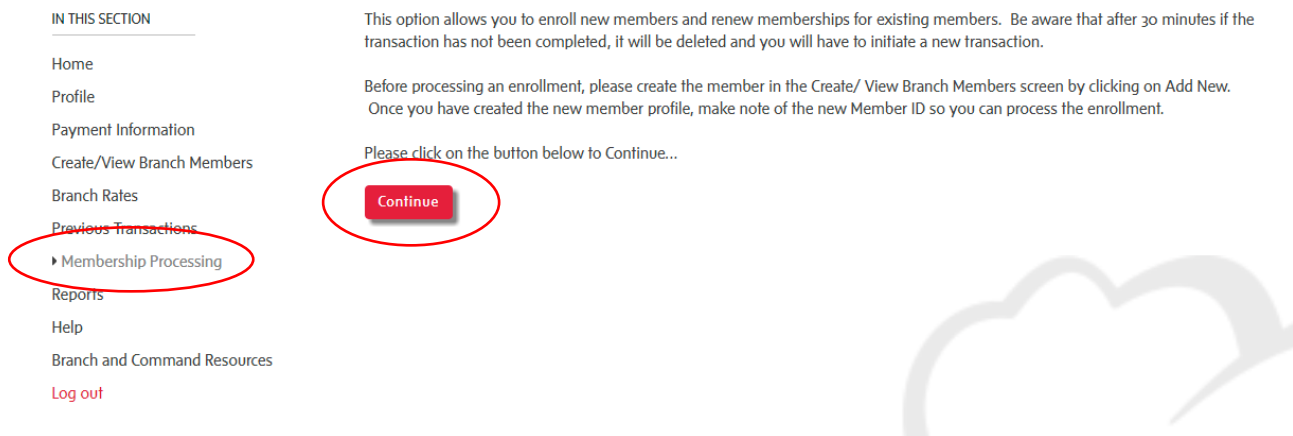 IN THIS SECTION
Home
Profile
Payment Information
Create/View Branch Members
Branch Rates
Previous Transactions
Membership Processing
Reports
Help
Branch and Command Resources
Log out
This option allows you to enroll new members and renew memberships for existing members.  Be aware that after 30 minutes if the
transaction has not been completed, it will be deleted and you will have to initiate a new transaction.
Before processing an enrollment, please create the member in the Create/ View Branch Members screen by clicking on Add New.
Once you have created the new member profile, make note of the new Member ID so you can process the enrollment.
Please click on the button below to Continue...
Continue